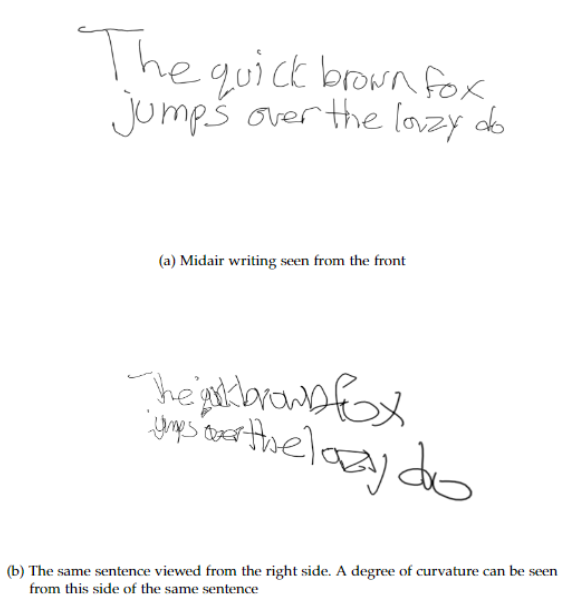 The quick brown fox
jumps over the lovzy do
(a) Midair writing seen from the front
The quick brown fox
jumps over the lazy do
(b) The same sentence viewed from the right side. A degree of curvature can be seen
from this side of the same sentence